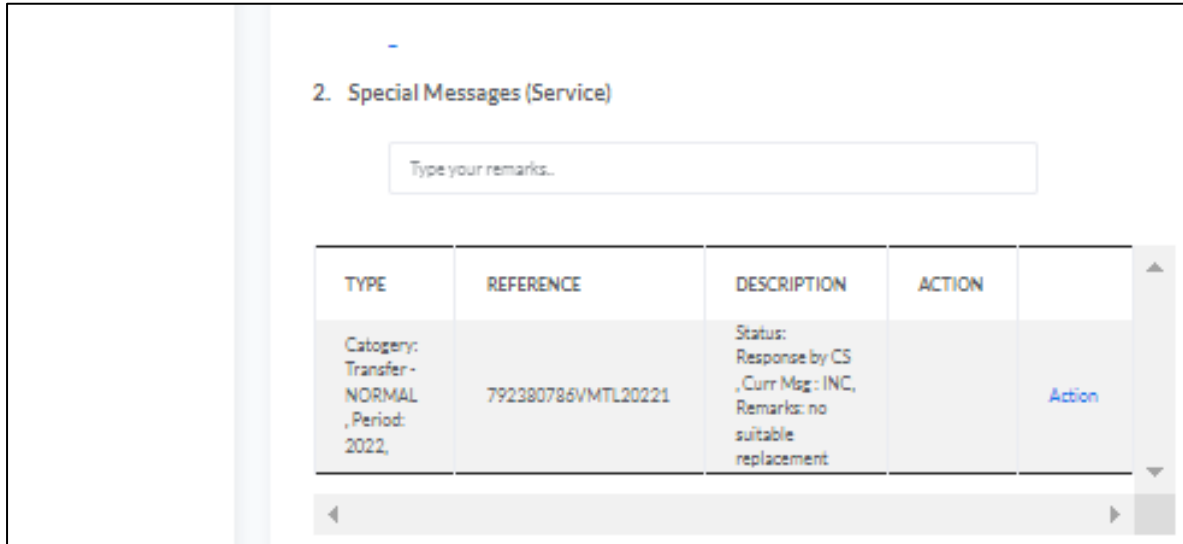 2. Special Messages (Service)
Type your remarks..
TYPE REFERENCE DESCRIPTION ACTION
Catogery:
Transfer -
NORMAL
, Period:
2022,
792380786VMTL20221
Status:
Response by CS
, Curr Msg : INC,
Remarks: no
suitable
replacement
Action